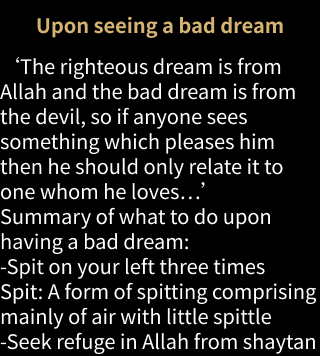 Upon seeing a bad dream
‘The righteous dream is from
Allah and the bad dream is from
the devil, so if anyone sees
something which pleases him
then he should only relate it to
one whom he loves…’
Summary of what to do upon
having a bad dream:
-Spit on your left three times
Spit: A form of spitting comprising
mainly of air with little spittle
-Seek refuge in Allah from shaytan